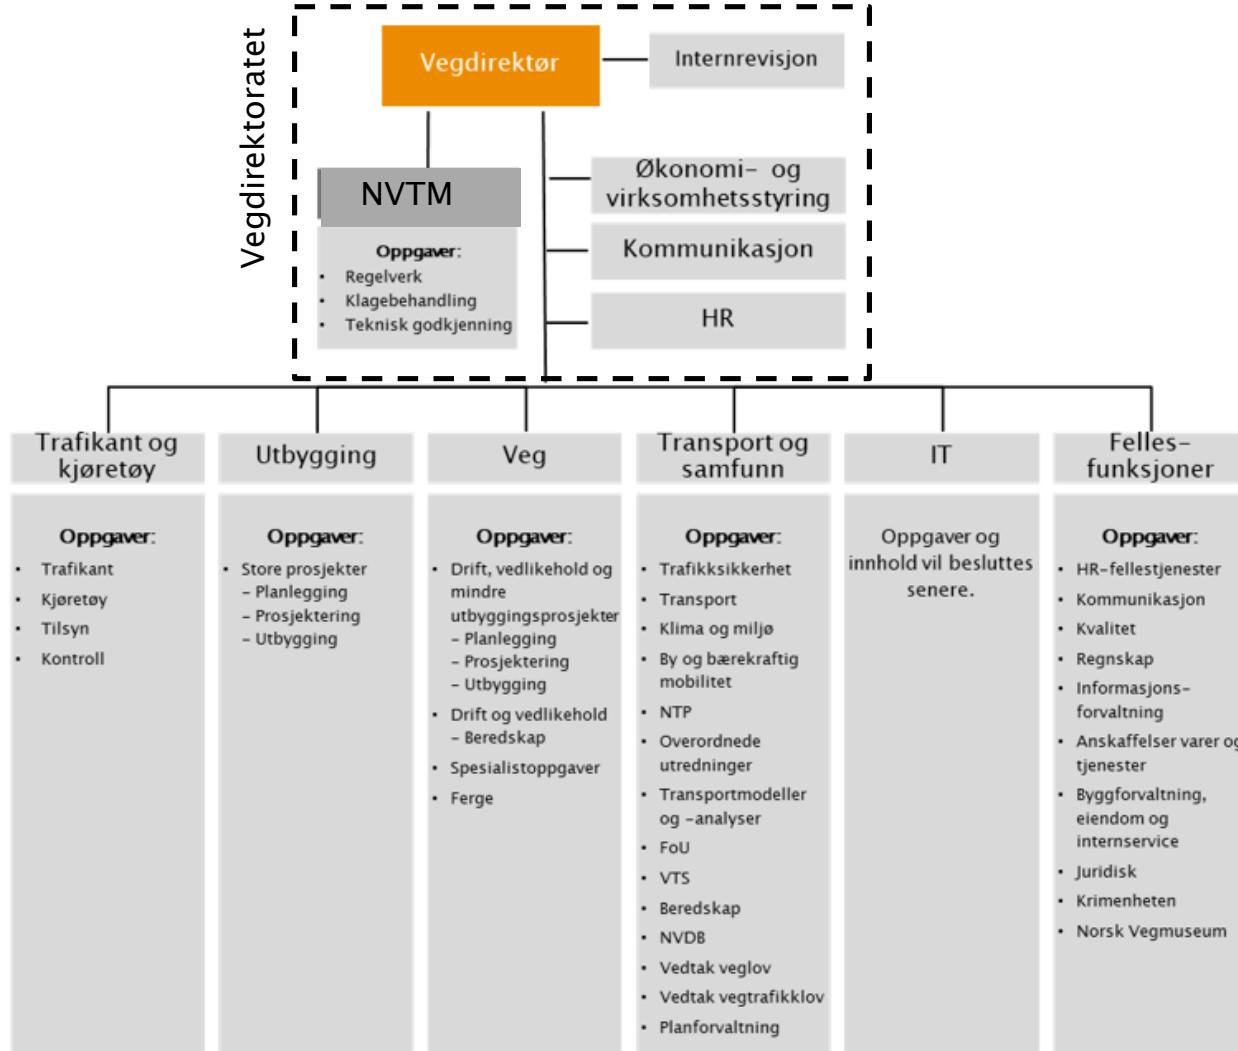 Vegdirektoratet
Vegdirektør
Internrevisjon
NVTM
Oppgaver:
• Regelverk
• Klagebehandling
• Teknisk godkjenning
Økonomi- og
virksomhetsstyring
Kommunikasjon
HR
Trafikant og
kjøretøy
Oppgaver:
• Trafikant
• Kjøretøy
• Tilsyn
• Kontroll
Utbygging
Oppgaver:
• Store prosjekter
- Planlegging
- Prosjektering
- Utbygging
Veg
Oppgaver:
• Drift, vedlikehold og
mindre
utbyggingsprosjekter
- Planlegging
- Prosjektering
- Utbygging
• Drift og vedlikehold
- Beredskap
• Spesialistoppgaver
• Ferge
Transport og
samfunn
Oppgaver:
• Trafikksikkerhet
• Transport
• Klima og miljø
• By og bærekraftig
mobilitet
• NTP
• Overordnede
utredninger
• Transportmodeller
og -analyser
• FoU
• VTS
• Beredskap
• NVDB
• Vedtak veglov
• Vedtak vegtrafikklov
• Planforvaltning
IT
Oppgaver og
innhold vil besluttes
senere.
Felles-
funksjoner
Oppgaver:
• HR-fellestjenester
• Kommunikasjon
• Kvalitet
• Regnskap
• Informasjons-
forvaltning
• Anskaffelser varer og
tjenester
• Byggforvaltning,
eiendom og
internservice
• Juridisk
• Krimenheten
• Norsk Vegmuseum